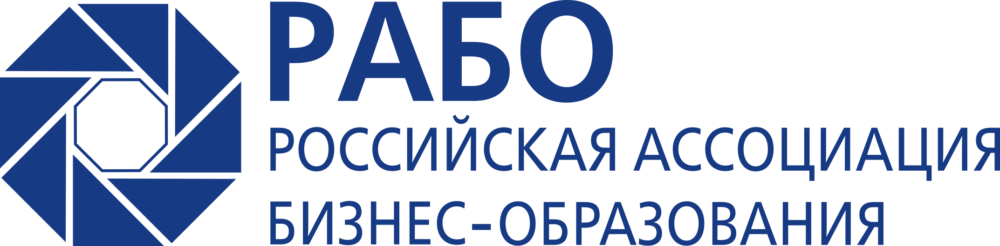 РАБО
РОССИЙСКАЯ АССОЦИАЦИЯ
БИЗНЕС-ОБРАЗОВАНИЯ